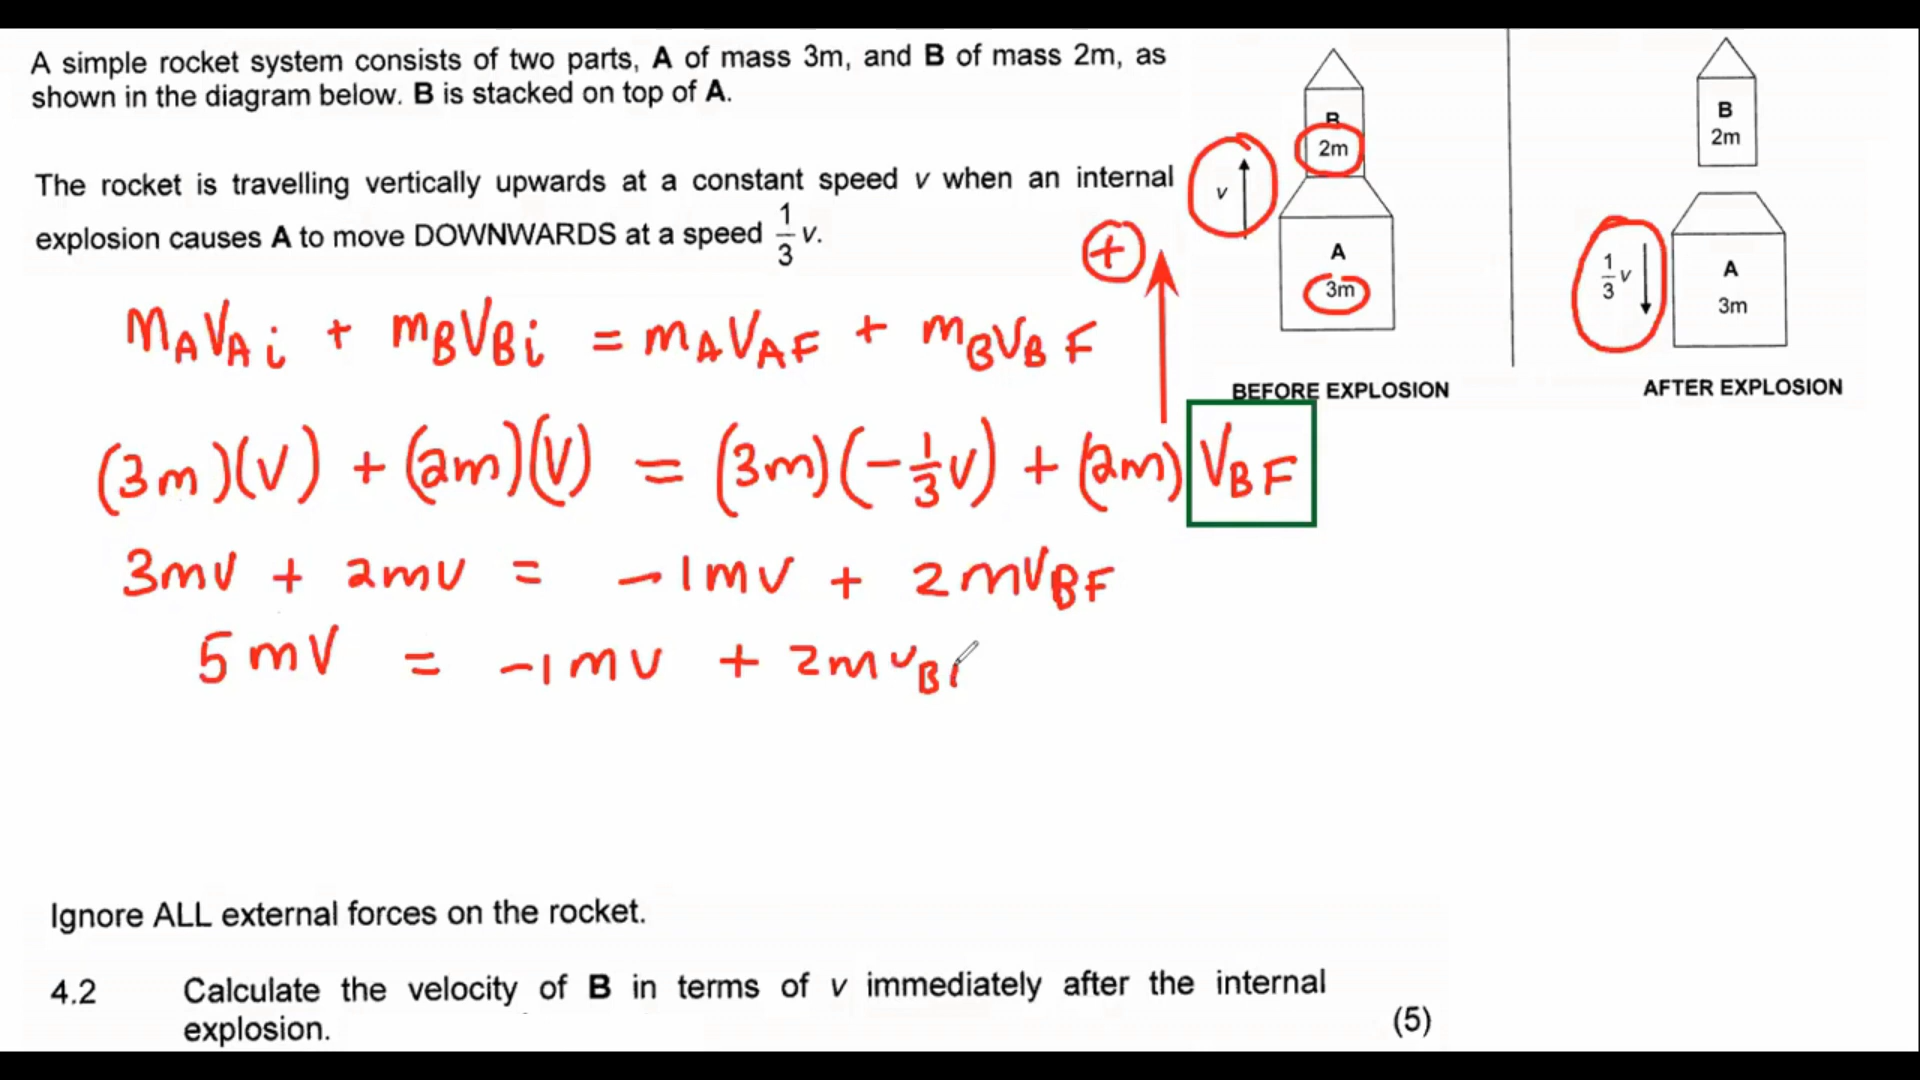 A simple rocket system consists of two parts, A of mass 3m, and B of mass 2m, as
shown in the diagram below. B is stacked on top of A.
The rocket is travelling vertically upwards at a constant speed v when an internal
explosion causes A to move DOWNWARDS at a speed 1/3 v.
B
2m
v
A
3m
BEFORE EXPLOSION
B
2m
1/3 v
A
3m
AFTER EXPLOSION
+
mAVAi + mBVBi = mAVAF + mBVBF
(3m)(V) + (2m)(V) = (3m)(-1/3V) + (2m) VBF
3mV + 2mV = -1mV + 2mVBF
5mV = -1mV + 2mVB
Ignore ALL external forces on the rocket.
4.2 Calculate the velocity of B in terms of v immediately after the internal
explosion.
(5)